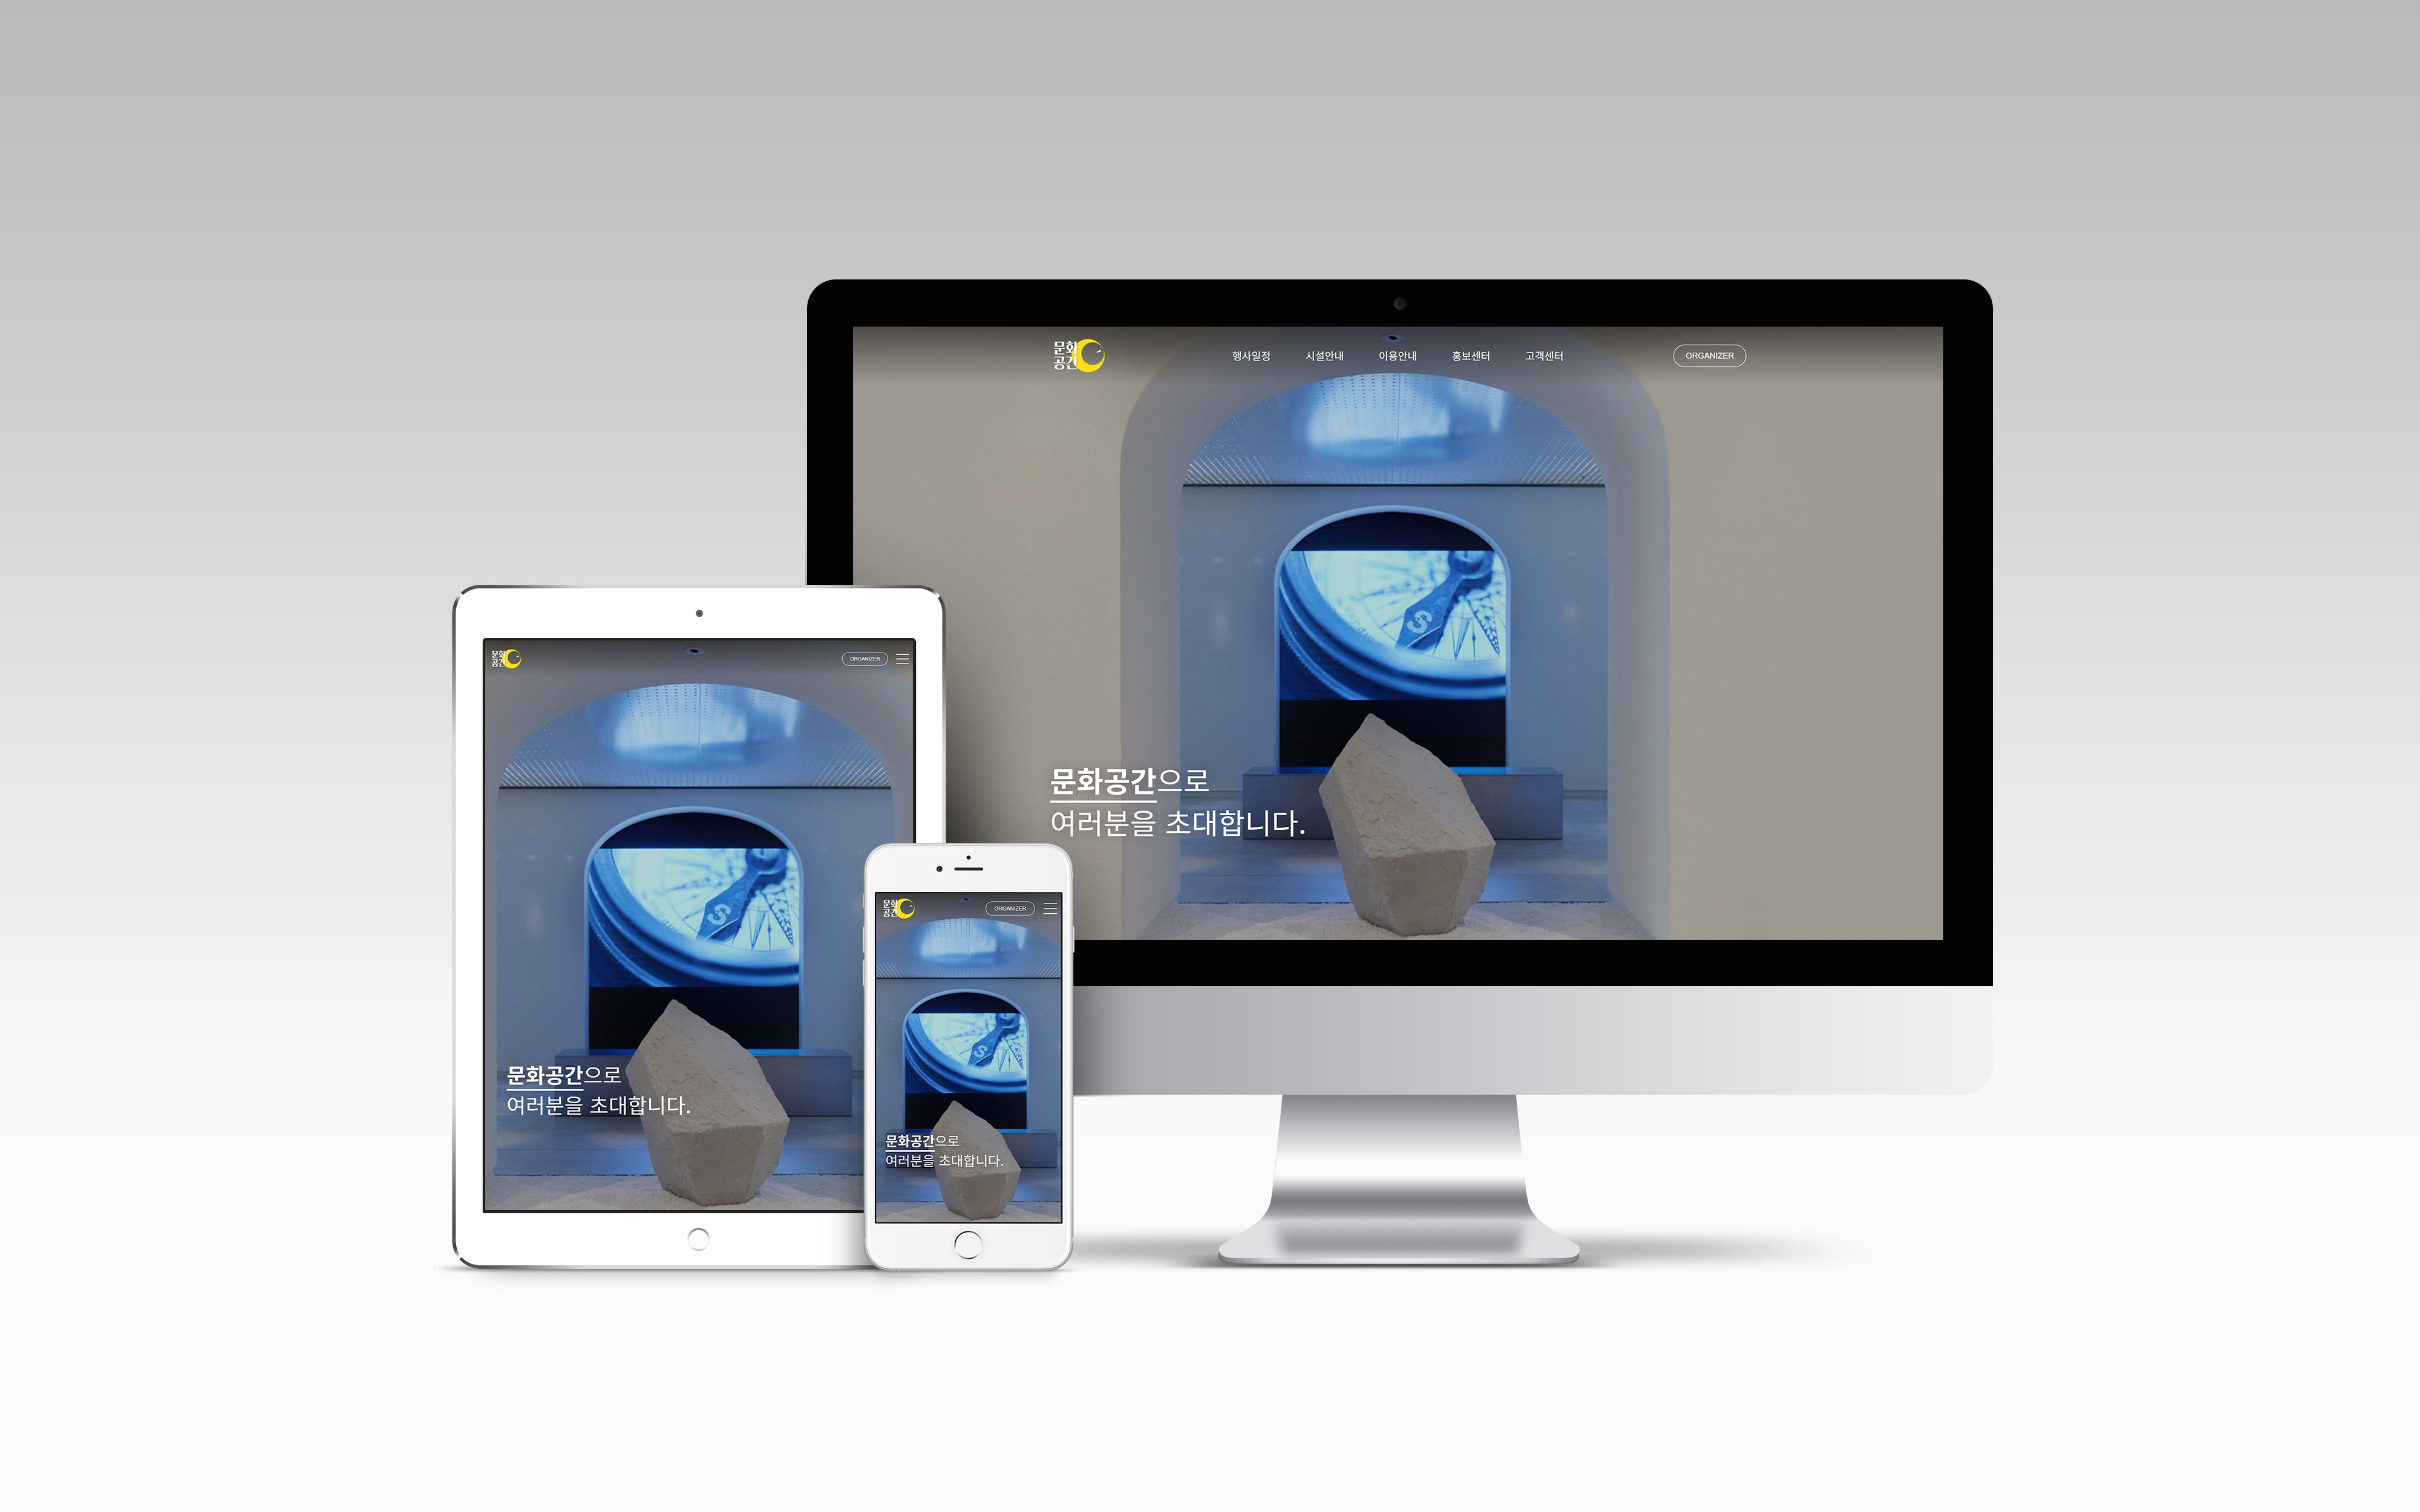 문화
공간
행사일정 시설안내 이용안내 홍보센터 고객센터 ORGANIZER
S
문화공간으로
여러분을 초대합니다.
문화
공간
ORGANIZER
S
문화공간으로
여러분을 초대합니다.
문화
공간
ORGANIZER
S
문화공간으로
여러분을 초대합니다.